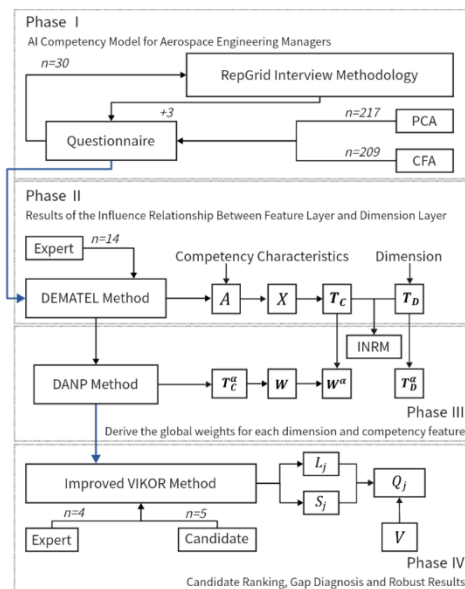 Phase I
AI Competency Model for Aerospace Engineering Managers
n=30
RepGrid Interview Methodology
+3
n=217
PCA
Questionnaire
n=209
CFA
Phase II
Results of the Influence Relationship Between Feature Layer and Dimension Layer
Expert
n=14
Competency Characteristics
Dimension
DEMATEL Method
A
X
T_C
T_D
INRM
DANP Method
T_C^α
W
W^α
T_D^α
Phase III
Derive the global weights for each dimension and competency feature
Improved VIKOR Method
L_j
S_j
Q_j
n=4
n=5
Expert
Candidate
V
Phase IV
Candidate Ranking, Gap Diagnosis and Robust Results